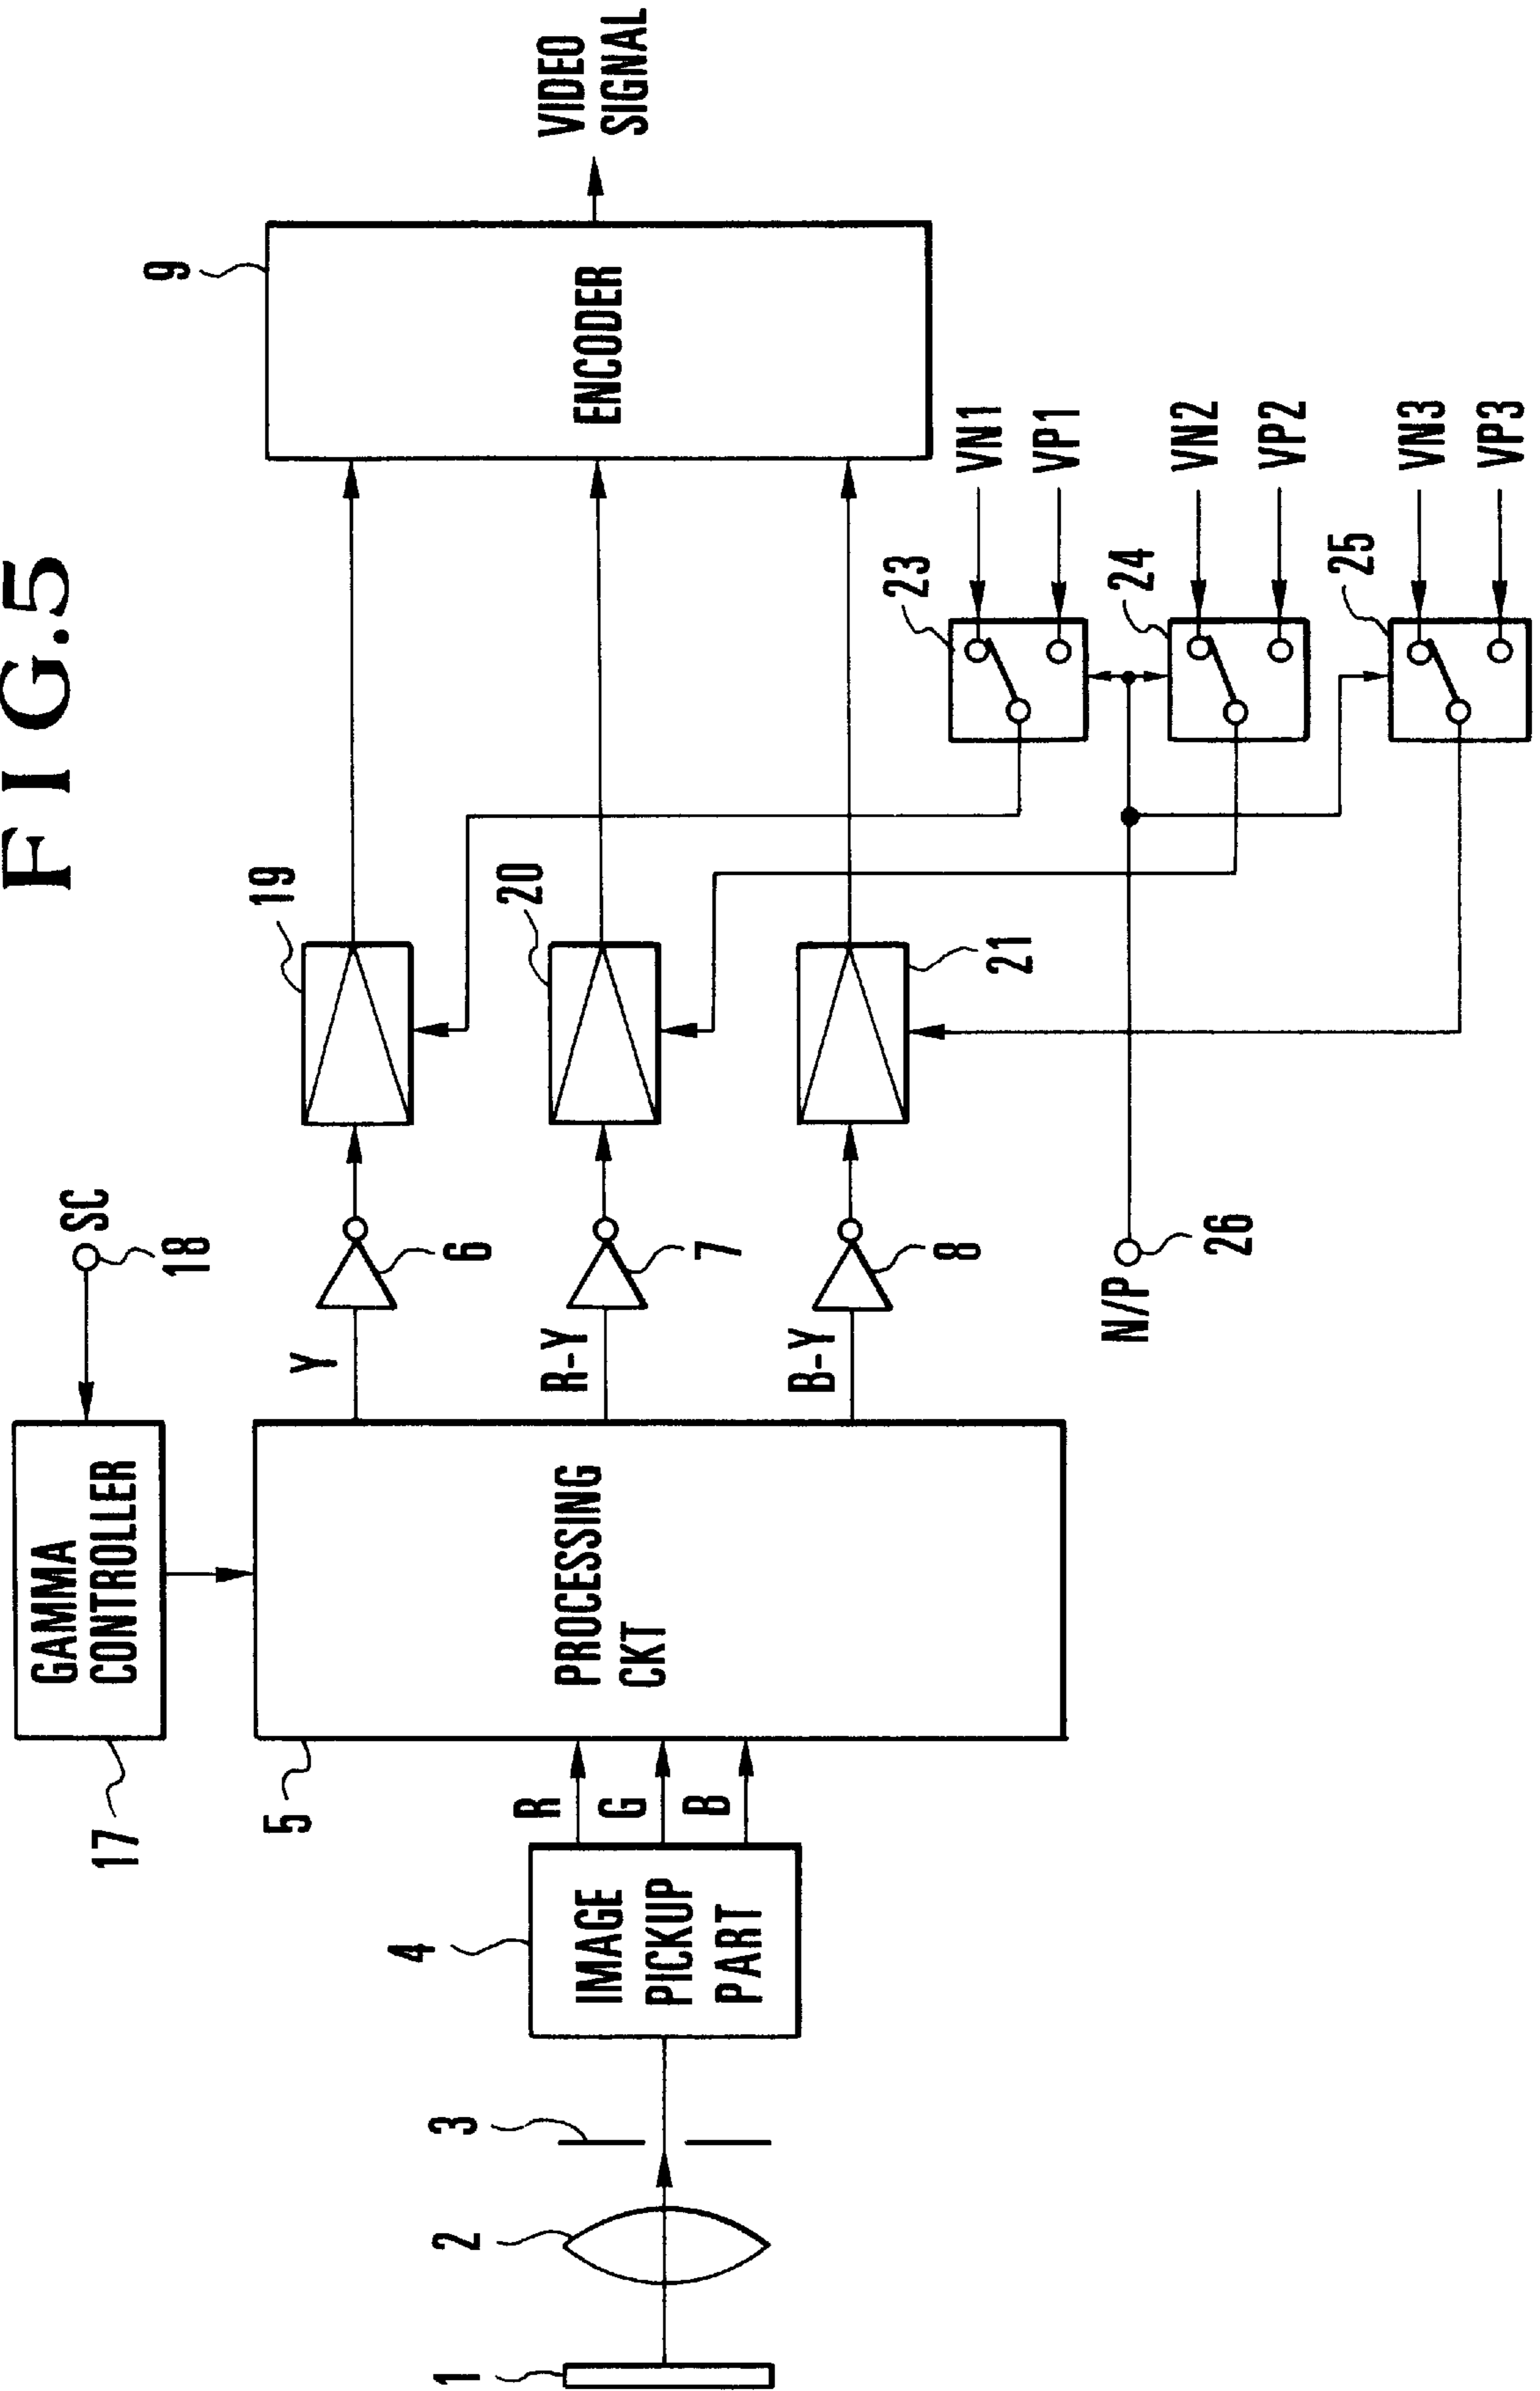 FIG.5
GAMMA
CONTROLLER
17
SC
18
5
PROCESSING
CKT
1
2
3
4
IMAGE
PICKUP
PART
R
G
B
Y
R-Y
B-Y
6
7
8
19
20
21
9
ENCODER
VIDEO
SIGNAL
N/P
26
23
VN1
VP1
24
VN2
VP2
25
VN3
VP3